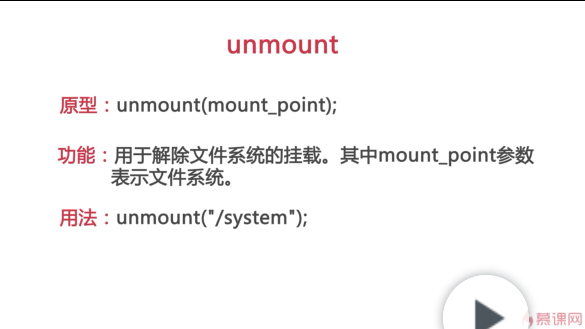 unmount
原型：unmount(mount_point);
功能：用于解除文件系统的挂载。其中mount_point参数
表示文件系统。
用法：unmount("/system");
慕课网